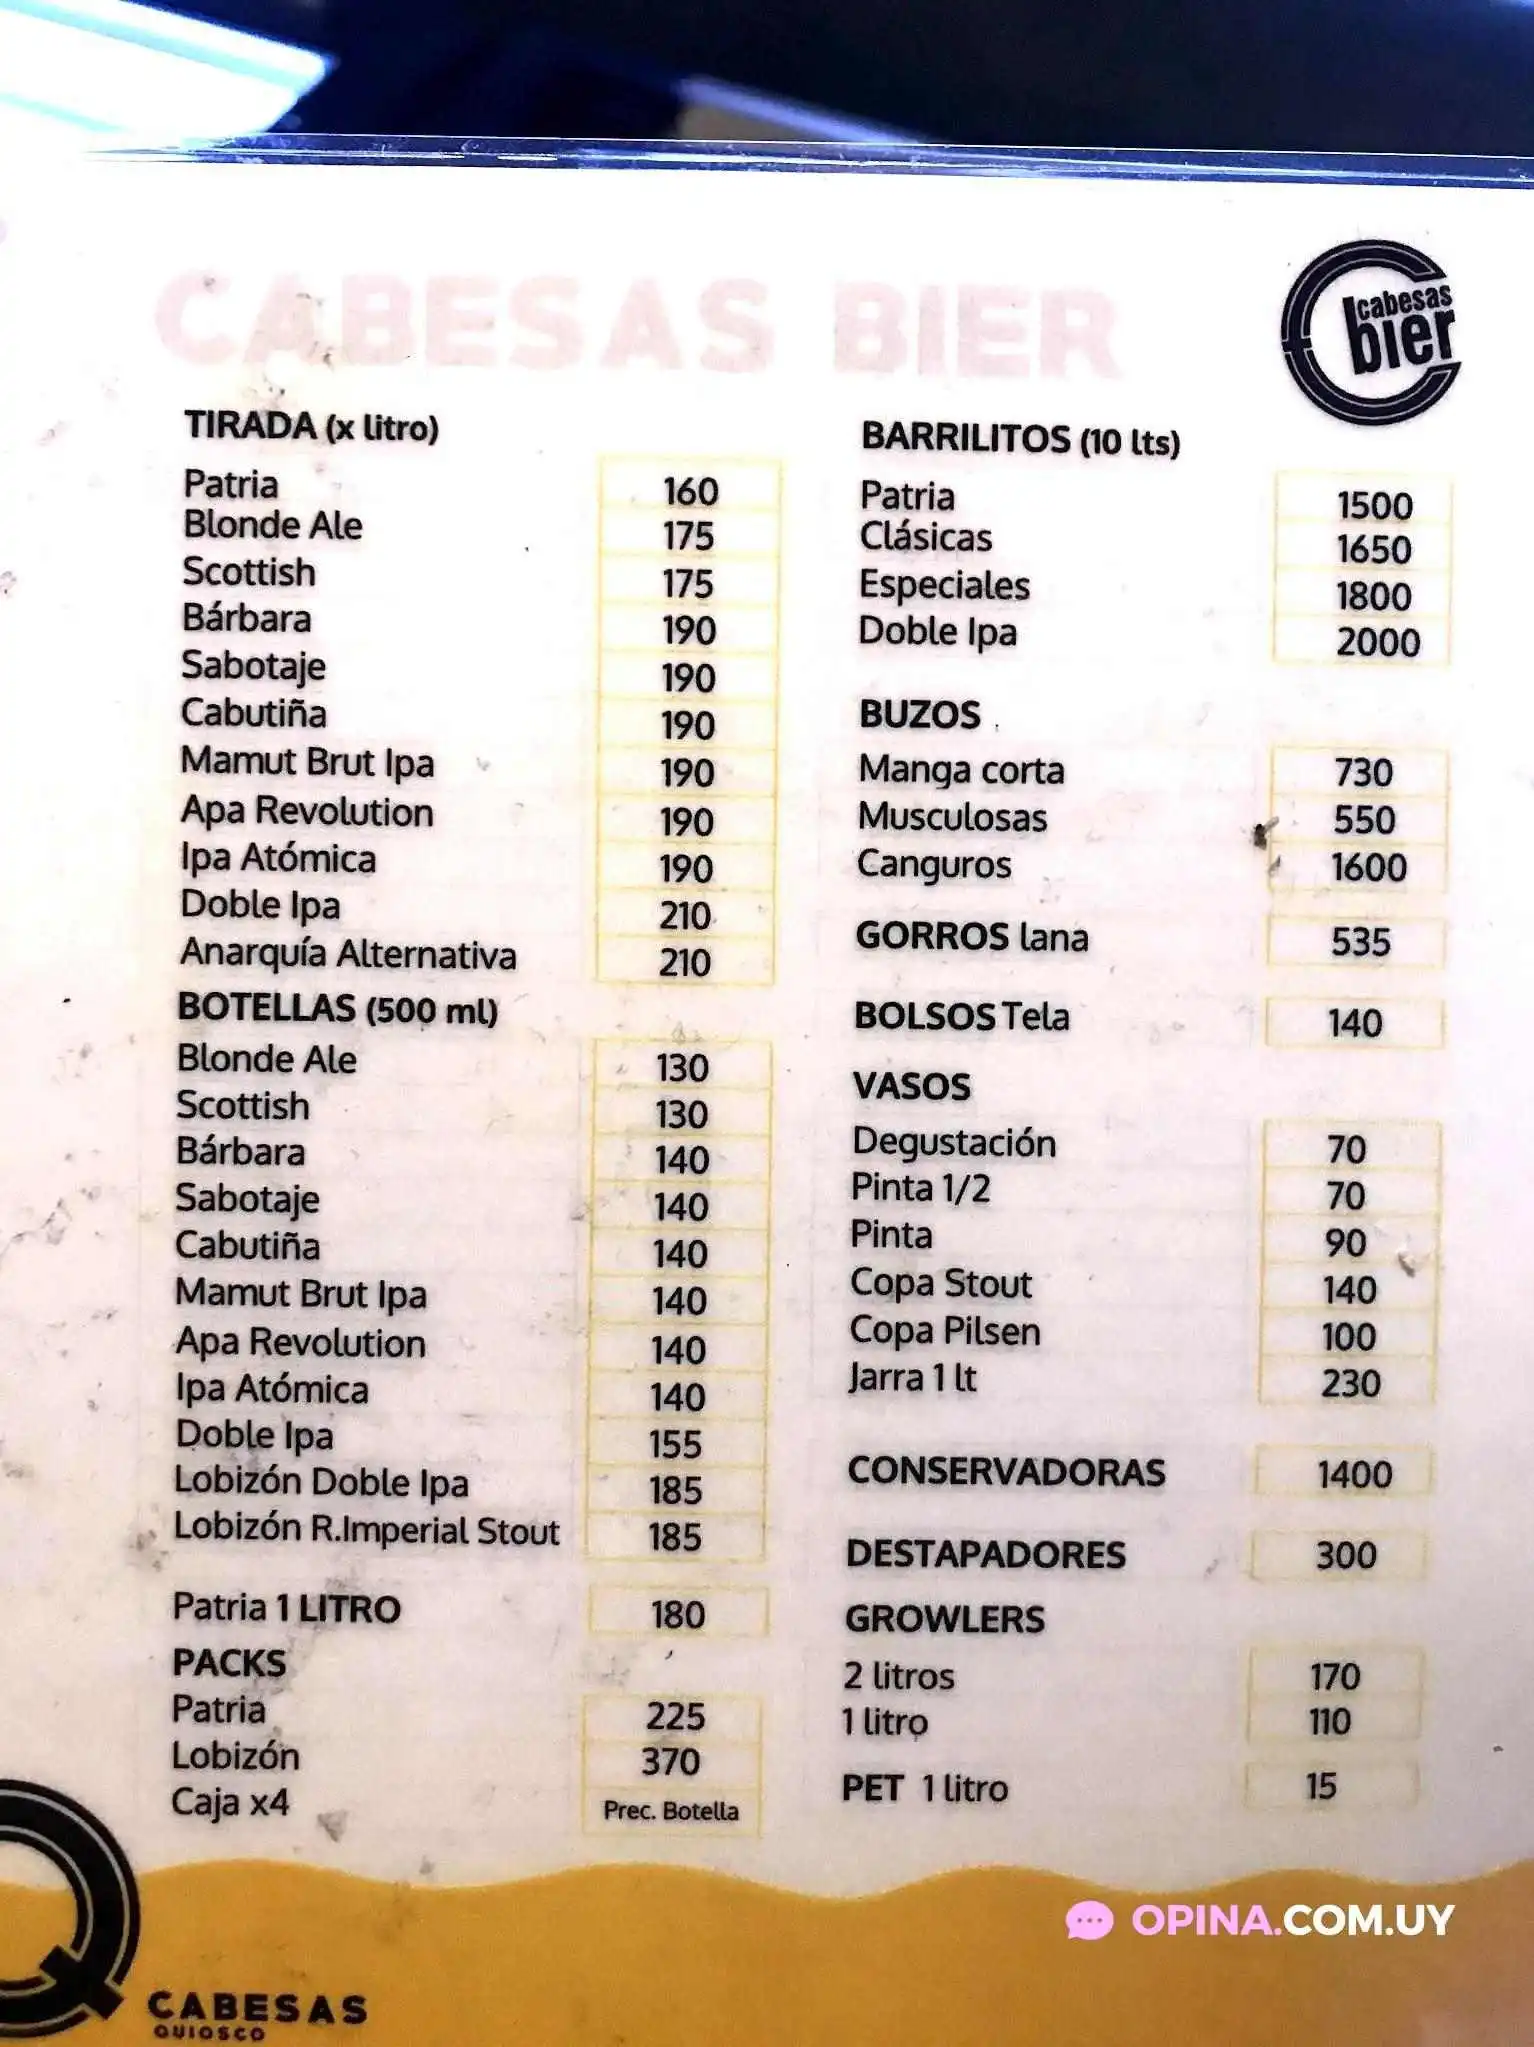 CABESAS BIER
cabesas
bier
TIRADA (x litro)
Patria 160
Blonde Ale 175
Scottish 175
Bárbara 190
Sabotaje 190
Cabutiña 190
Mamut Brut Ipa 190
Apa Revolution 190
Ipa Atómica 190
Doble Ipa 210
Anarquía Alternativa 210
BOTELLAS (500 ml)
Blonde Ale 130
Scottish 130
Bárbara 140
Sabotaje 140
Cabutiña 140
Mamut Brut Ipa 140
Apa Revolution 140
Ipa Atómica 140
Doble Ipa 155
Lobizón Doble Ipa 185
Lobizón R.Imperial Stout 185
Patria 1 LITRO 180
PACKS
Patria 225
Lobizón 370
Caja x4 Prec. Botella
BARRILITOS (10 lts)
Patria 1500
Clásicas 1650
Especiales 1800
Doble Ipa 2000
BUZOS
Manga corta 730
Musculosas 550
Canguros 1600
GORROS lana 535
BOLSOS Tela 140
VASOS
Degustación 70
Pinta 1/2 70
Pinta 90
Copa Stout 140
Copa Pilsen 100
Jarra 1 lt 230
CONSERVADORAS 1400
DESTAPADORES 300
GROWLERS
2 litros 170
1 litro 110
PET 1 litro 15
OPINA.COM.UY
CABESAS
QUIOSCO